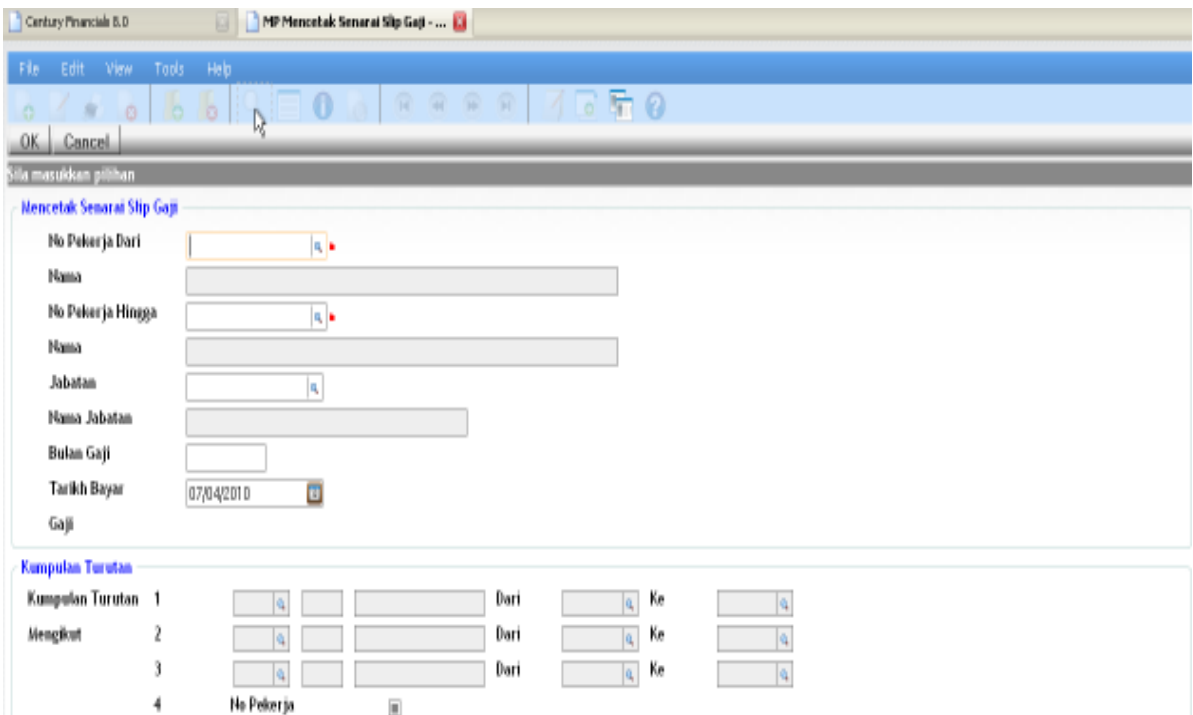 Century Financials 8.0 MP Mencetak Senarai Slip Gaji - ...
File Edit View Tools Help
OK Cancel
Sila masukkan pilihan
Mencetak Senarai Slip Gaji
No Pekerja Dari
Nama
No Pekerja Hingga
Nama
Jabatan
Nama Jabatan
Bulan Gaji
Tarikh Bayar 07/04/2010
Gaji
Kumpulan Turutan
Kumpulan Turutan 1 Dari Ke
Mengikut 2 Dari Ke
3 Dari Ke
4 No Pekerja